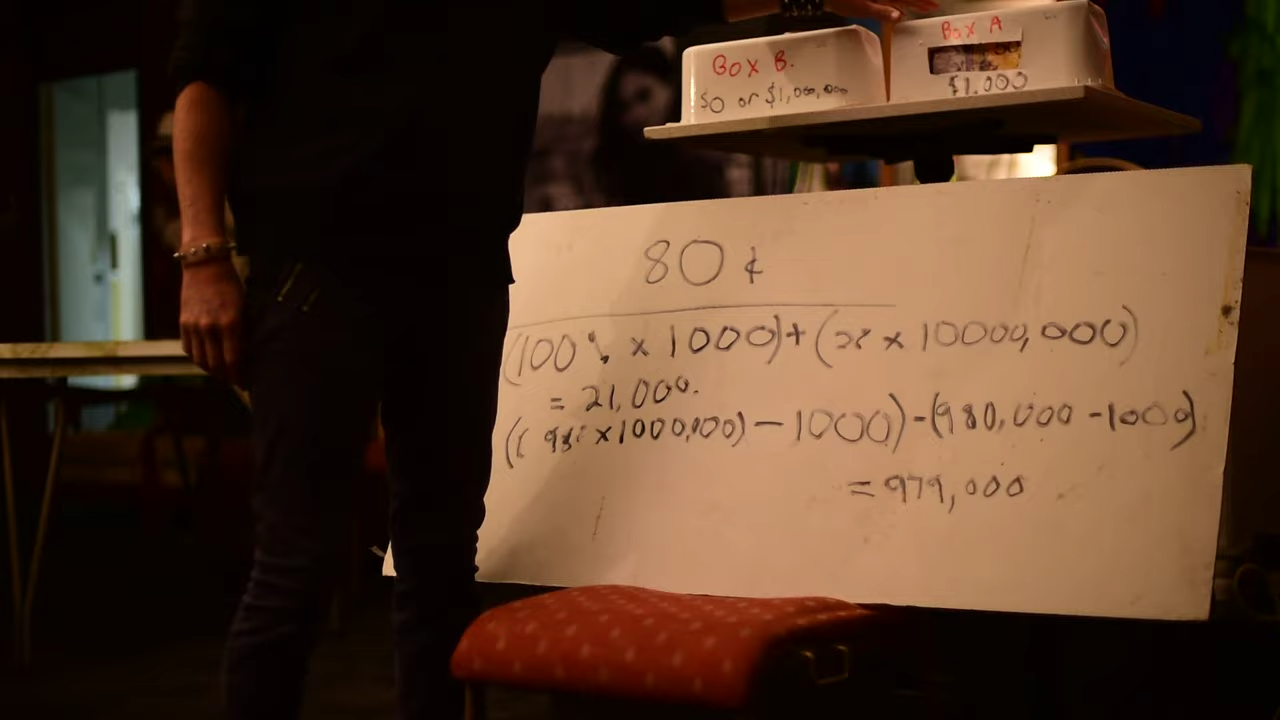 Box B.
$0 or $1,000,000
Box A
$1.000
80 ¢
(100% x 1000) + (2% x 10000,000)
= 21,000.
(( 98% x 1000,000) - 1000) - (980,000 - 1000)
= 979,000